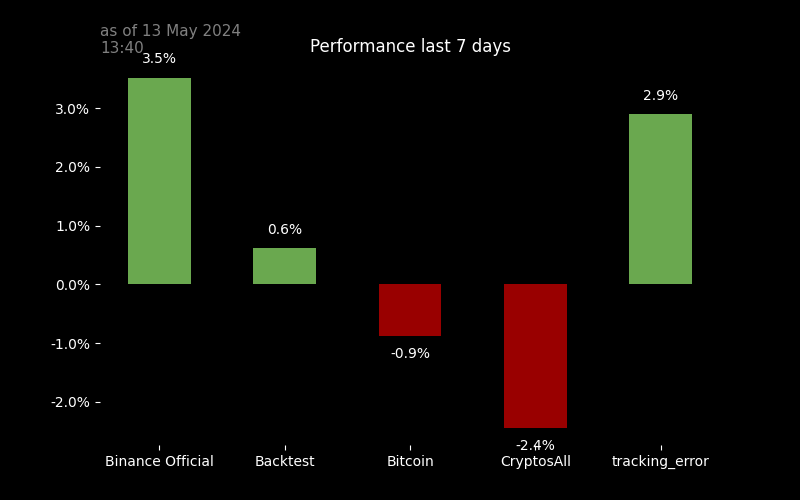 as of 13 May 2024
13:40
Performance last 7 days
3.5%
2.9%
0.6%
-0.9%
-2.4%
3.0%
2.0%
1.0%
0.0%
-1.0%
-2.0%
Binance Official
Backtest
Bitcoin
CryptosAll
tracking_error